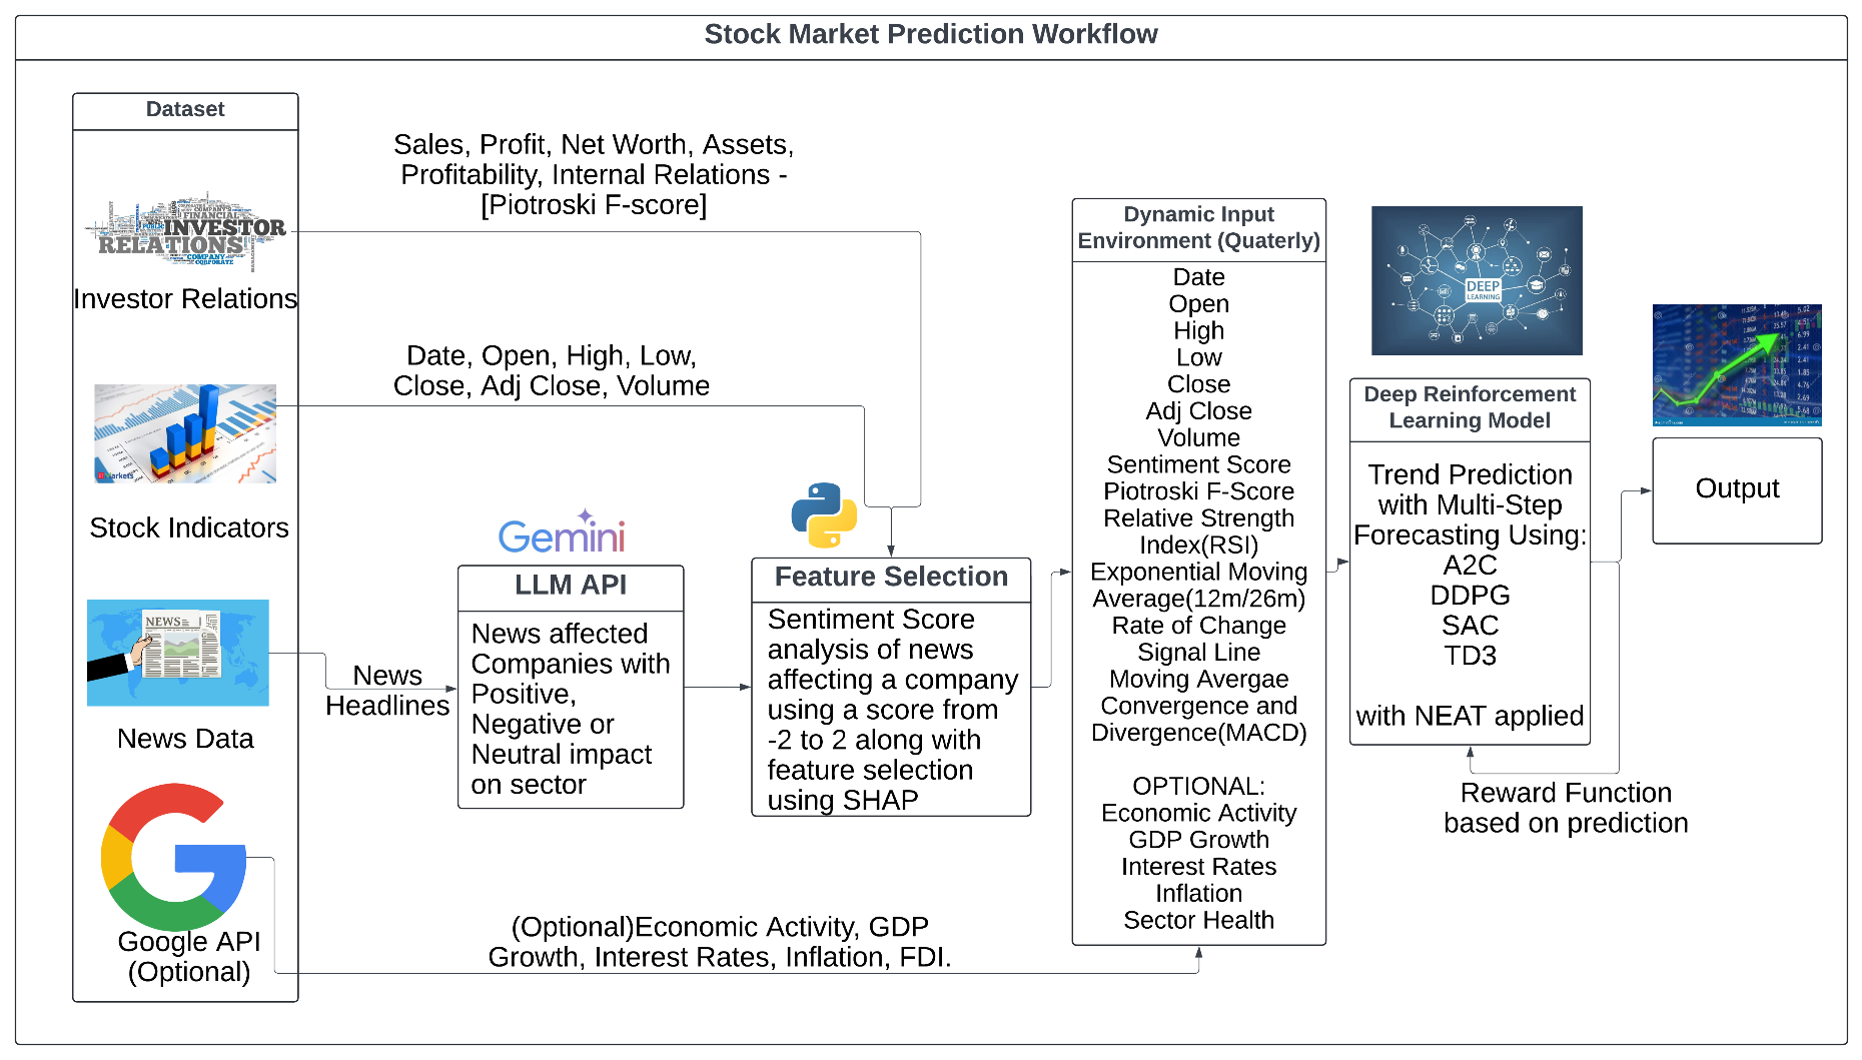 Stock Market Prediction Workflow
Dataset
FINANCIAL
INVESTOR
RELATIONS
COMPANY
CORPORATE
Investor Relations
Sales, Profit, Net Worth, Assets,
Profitability, Internal Relations -
[Piotroski F-score]
Date, Open, High, Low,
Close, Adj Close, Volume
Markets
Stock Indicators
NEWS
News Data
News
Headlines
Google API
(Optional)
(Optional)Economic Activity, GDP
Growth, Interest Rates, Inflation, FDI.
Gemini
LLM API
News affected
Companies with
Positive,
Negative or
Neutral impact
on sector
Feature Selection
Sentiment Score
analysis of news
affecting a company
using a score from
-2 to 2 along with
feature selection
using SHAP
Dynamic Input
Environment (Quaterly)
Date
Open
High
Low
Close
Adj Close
Volume
Sentiment Score
Piotroski F-Score
Relative Strength
Index(RSI)
Exponential Moving
Average(12m/26m)
Rate of Change
Signal Line
Moving Avergae
Convergence and
Divergence(MACD)
OPTIONAL:
Economic Activity
GDP Growth
Interest Rates
Inflation
Sector Health
DEEP
LEARNING
Deep Reinforcement
Learning Model
Trend Prediction
with Multi-Step
Forecasting Using:
A2C
DDPG
SAC
TD3
with NEAT applied
Reward Function
based on prediction
Output